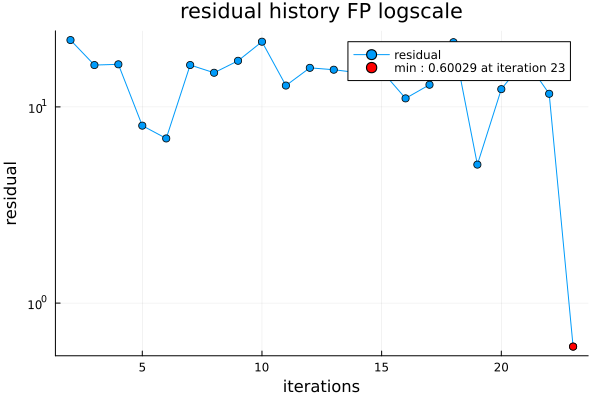 residual history FP logscale
residual
min : 0.60029 at iteration 23
10¹
10⁰
residual
5
10
15
20
iterations